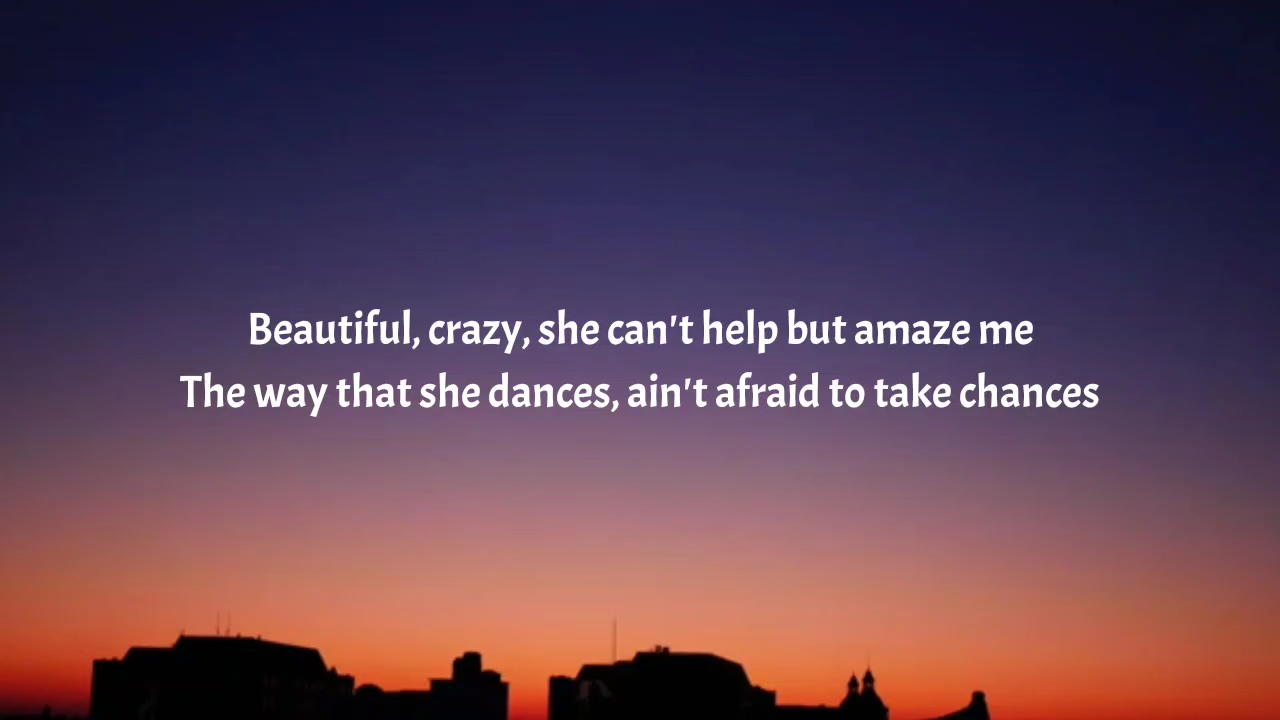 Beautiful, crazy, she can't help but amaze me
The way that she dances, ain't afraid to take chances